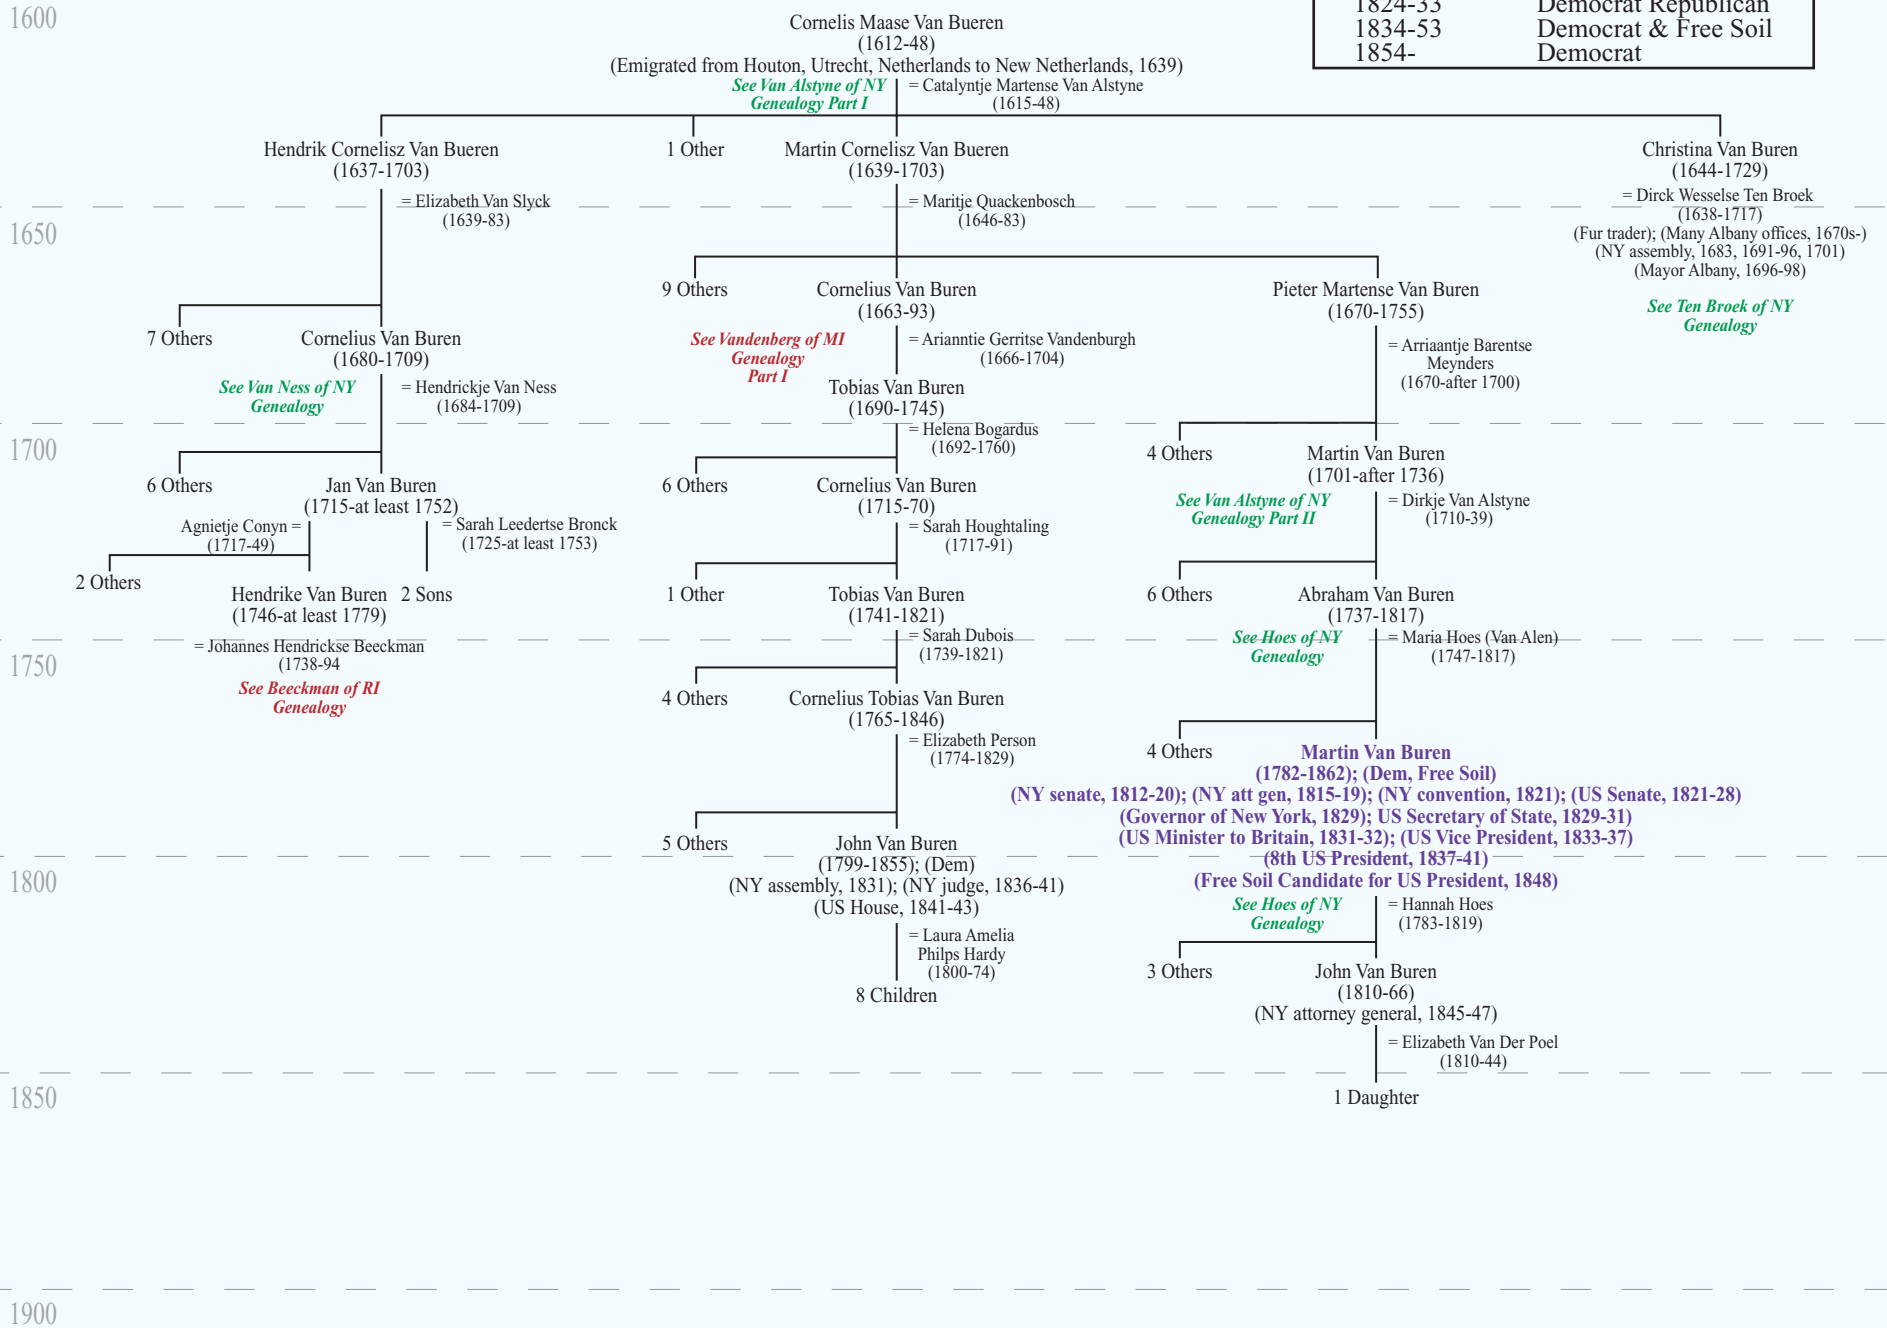 1600
1824-33 Democrat Republican
1834-53 Democrat & Free Soil
1854- Democrat
Cornelis Maase Van Bueren
(1612-48)
(Emigrated from Houton, Utrecht, Netherlands to New Netherlands, 1639)
See Van Alstyne of NY
Genealogy Part I
= Catalyntje Martense Van Alstyne
(1615-48)
Hendrik Cornelisz Van Bueren
(1637-1703)
1 Other
Martin Cornelisz Van Bueren
(1639-1703)
Christina Van Buren
(1644-1729)
= Elizabeth Van Slyck
(1639-83)
= Maritje Quackenbosch
(1646-83)
= Dirck Wesselse Ten Broek
(1638-1717)
(Fur trader); (Many Albany offices, 1670s-)
(NY assembly, 1683, 1691-96, 1701)
(Mayor Albany, 1696-98)
See Ten Broek of NY
Genealogy
1650
9 Others
Cornelius Van Buren
(1663-93)
Pieter Martense Van Buren
(1670-1755)
7 Others
Cornelius Van Buren
(1680-1709)
See Vandenberg of MI
Genealogy
Part I
= Arianntie Gerritse Vandenburgh
(1666-1704)
= Arriaantje Barentse
Meynders
(1670-after 1700)
See Van Ness of NY
Genealogy
= Hendrickje Van Ness
(1684-1709)
Tobias Van Buren
(1690-1745)
= Helena Bogardus
(1692-1760)
1700
4 Others
Martin Van Buren
(1701-after 1736)
6 Others
Jan Van Buren
(1715-at least 1752)
6 Others
Cornelius Van Buren
(1715-70)
See Van Alstyne of NY
Genealogy Part II
= Dirkje Van Alstyne
(1710-39)
Agnietje Conyn =
(1717-49)
= Sarah Leedertse Bronck
(1725-at least 1753)
= Sarah Houghtaling
(1717-91)
2 Others
Hendrike Van Buren
(1746-at least 1779)
2 Sons
1 Other
Tobias Van Buren
(1741-1821)
6 Others
Abraham Van Buren
(1737-1817)
= Johannes Hendrickse Beeckman
(1738-94
See Beeckman of RI
Genealogy
= Sarah Dubois
(1739-1821)
See Hoes of NY
Genealogy
= Maria Hoes (Van Alen)
(1747-1817)
1750
4 Others
Cornelius Tobias Van Buren
(1765-1846)
= Elizabeth Person
(1774-1829)
4 Others
Martin Van Buren
(1782-1862); (Dem, Free Soil)
(NY senate, 1812-20); (NY att gen, 1815-19); (NY convention, 1821); (US Senate, 1821-28)
(Governor of New York, 1829); US Secretary of State, 1829-31)
(US Minister to Britain, 1831-32); (US Vice President, 1833-37)
(8th US President, 1837-41)
(Free Soil Candidate for US President, 1848)
5 Others
John Van Buren
(1799-1855); (Dem)
(NY assembly, 1831); (NY judge, 1836-41)
(US House, 1841-43)
1800
See Hoes of NY
Genealogy
= Hannah Hoes
(1783-1819)
= Laura Amelia
Philps Hardy
(1800-74)
8 Children
3 Others
John Van Buren
(1810-66)
(NY attorney general, 1845-47)
= Elizabeth Van Der Poel
(1810-44)
1850
1 Daughter
1900